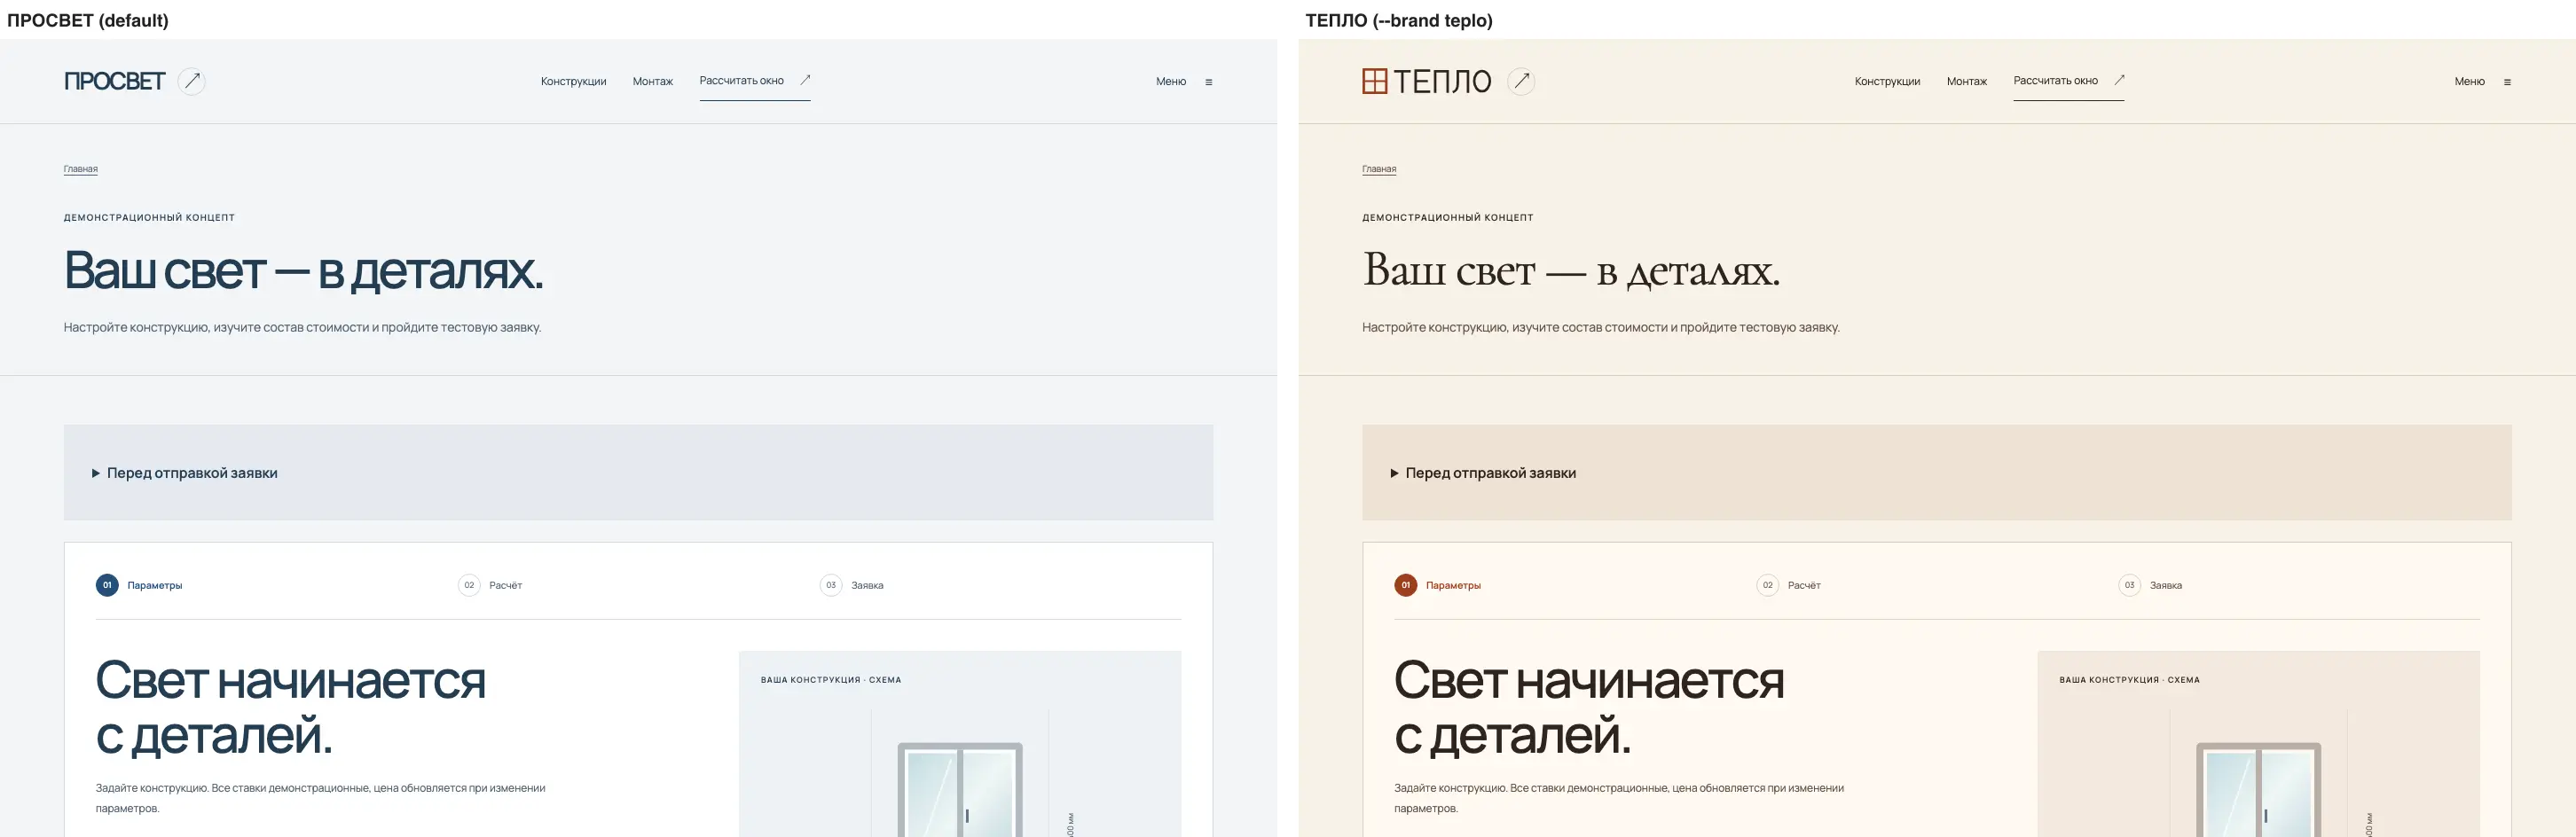 ПРОСВЕТ (default)
ПРОСВЕТ
Конструкции
Монтаж
Рассчитать окно
Меню
Главная
ДЕМОНСТРАЦИОННЫЙ КОНЦЕПТ
Ваш свет — в деталях.
Настройте конструкцию, изучите состав стоимости и пройдите тестовую заявку.
Перед отправкой заявки
01 Параметры
02 Расчёт
03 Заявка
Свет начинается
с деталей.
Задайте конструкцию. Все ставки демонстрационные, цена обновляется при изменении
параметров.
ВАША КОНСТРУКЦИЯ · СХЕМА
ТЕПЛО (--brand teplo)
ТЕПЛО
Конструкции
Монтаж
Рассчитать окно
Меню
Главная
ДЕМОНСТРАЦИОННЫЙ КОНЦЕПТ
Ваш свет — в деталях.
Настройте конструкцию, изучите состав стоимости и пройдите тестовую заявку.
Перед отправкой заявки
01 Параметры
02 Расчёт
03 Заявка
Свет начинается
с деталей.
Задайте конструкцию. Все ставки демонстрационные, цена обновляется при изменении
параметров.
ВАША КОНСТРУКЦИЯ · СХЕМА